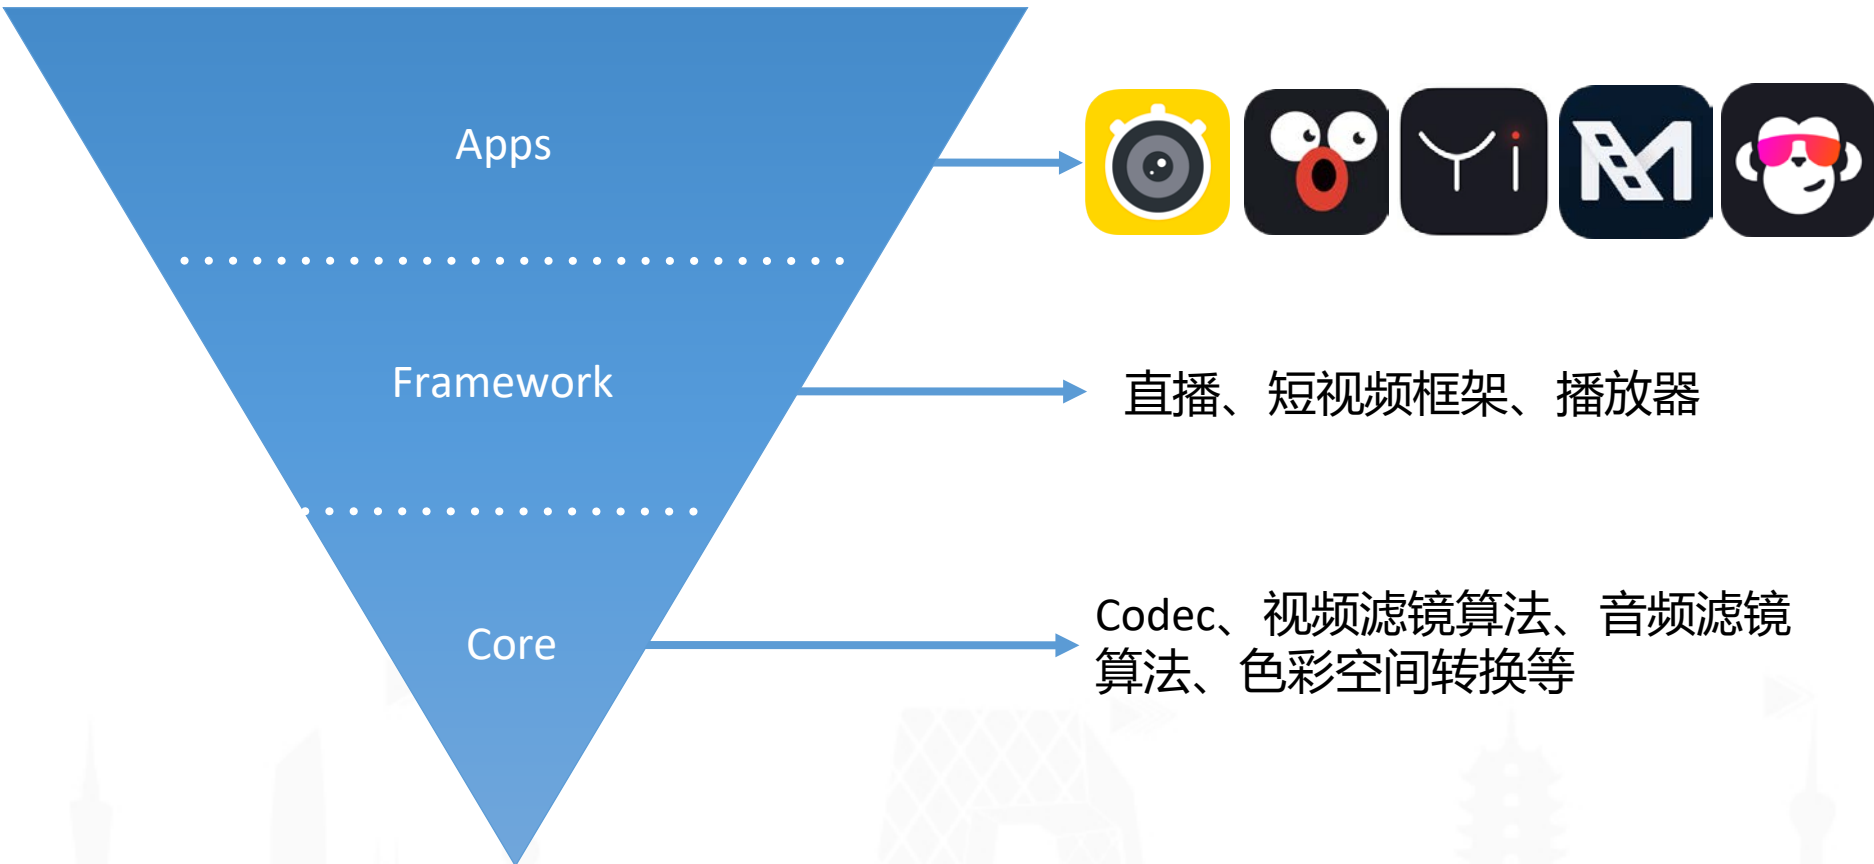 Apps
Yi
M
Framework
直播、短视频框架、播放器
Core
Codec、视频滤镜算法、音频滤镜
算法、色彩空间转换等